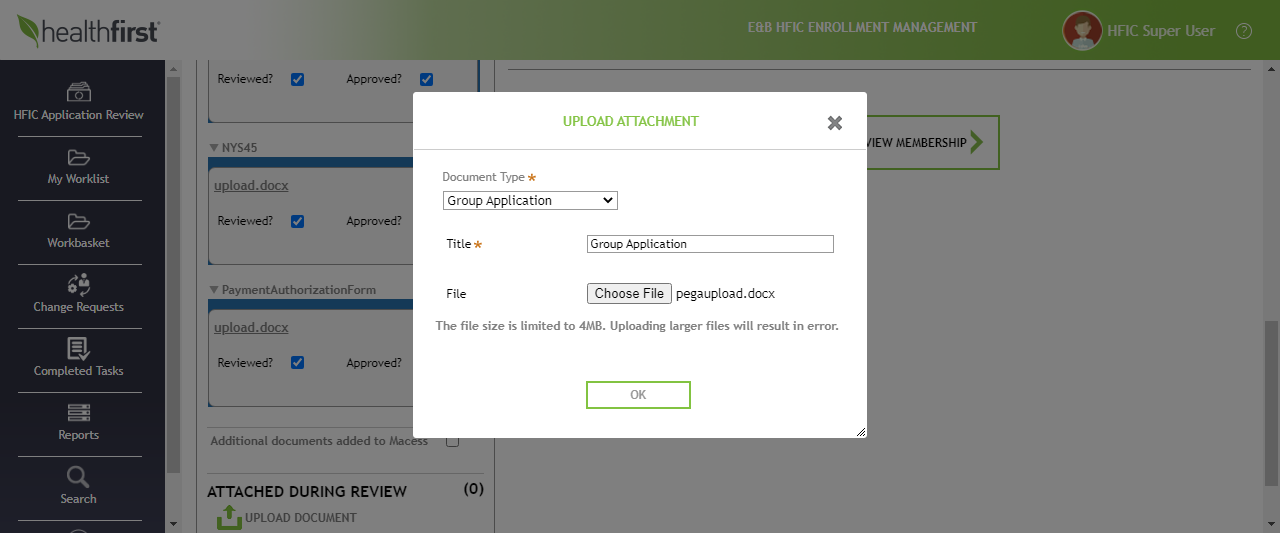 healthfirst
E&B HFIC ENROLLMENT MANAGEMENT
HFIC Super User
?
HFIC Application Review
My Worklist
Workbasket
Change Requests
Completed Tasks
Reports
Search
Reviewed? Approved?
NYS45
upload.docx
Reviewed? Approved?
PaymentAuthorizationForm
upload.docx
Reviewed? Approved?
Additional documents added to Macess
ATTACHED DURING REVIEW (0)
UPLOAD DOCUMENT
UPLOAD ATTACHMENT
Document Type *
Group Application
Title * Group Application
File Choose File pegaupload.docx
The file size is limited to 4MB. Uploading larger files will result in error.
OK
VIEW MEMBERSHIP